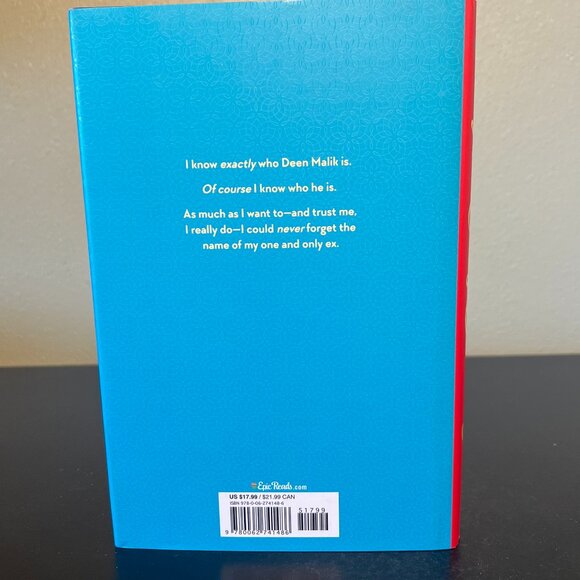 I know exactly who Deen Malik is.
Of course I know who he is.
As much as I want to—and trust me,
I really do—I could never forget the
name of my one and only ex.
Epic Reads.com
US $17.99 / $21.99 CAN
ISBN 978-0-06-274148-6
51799
9 780062 741486